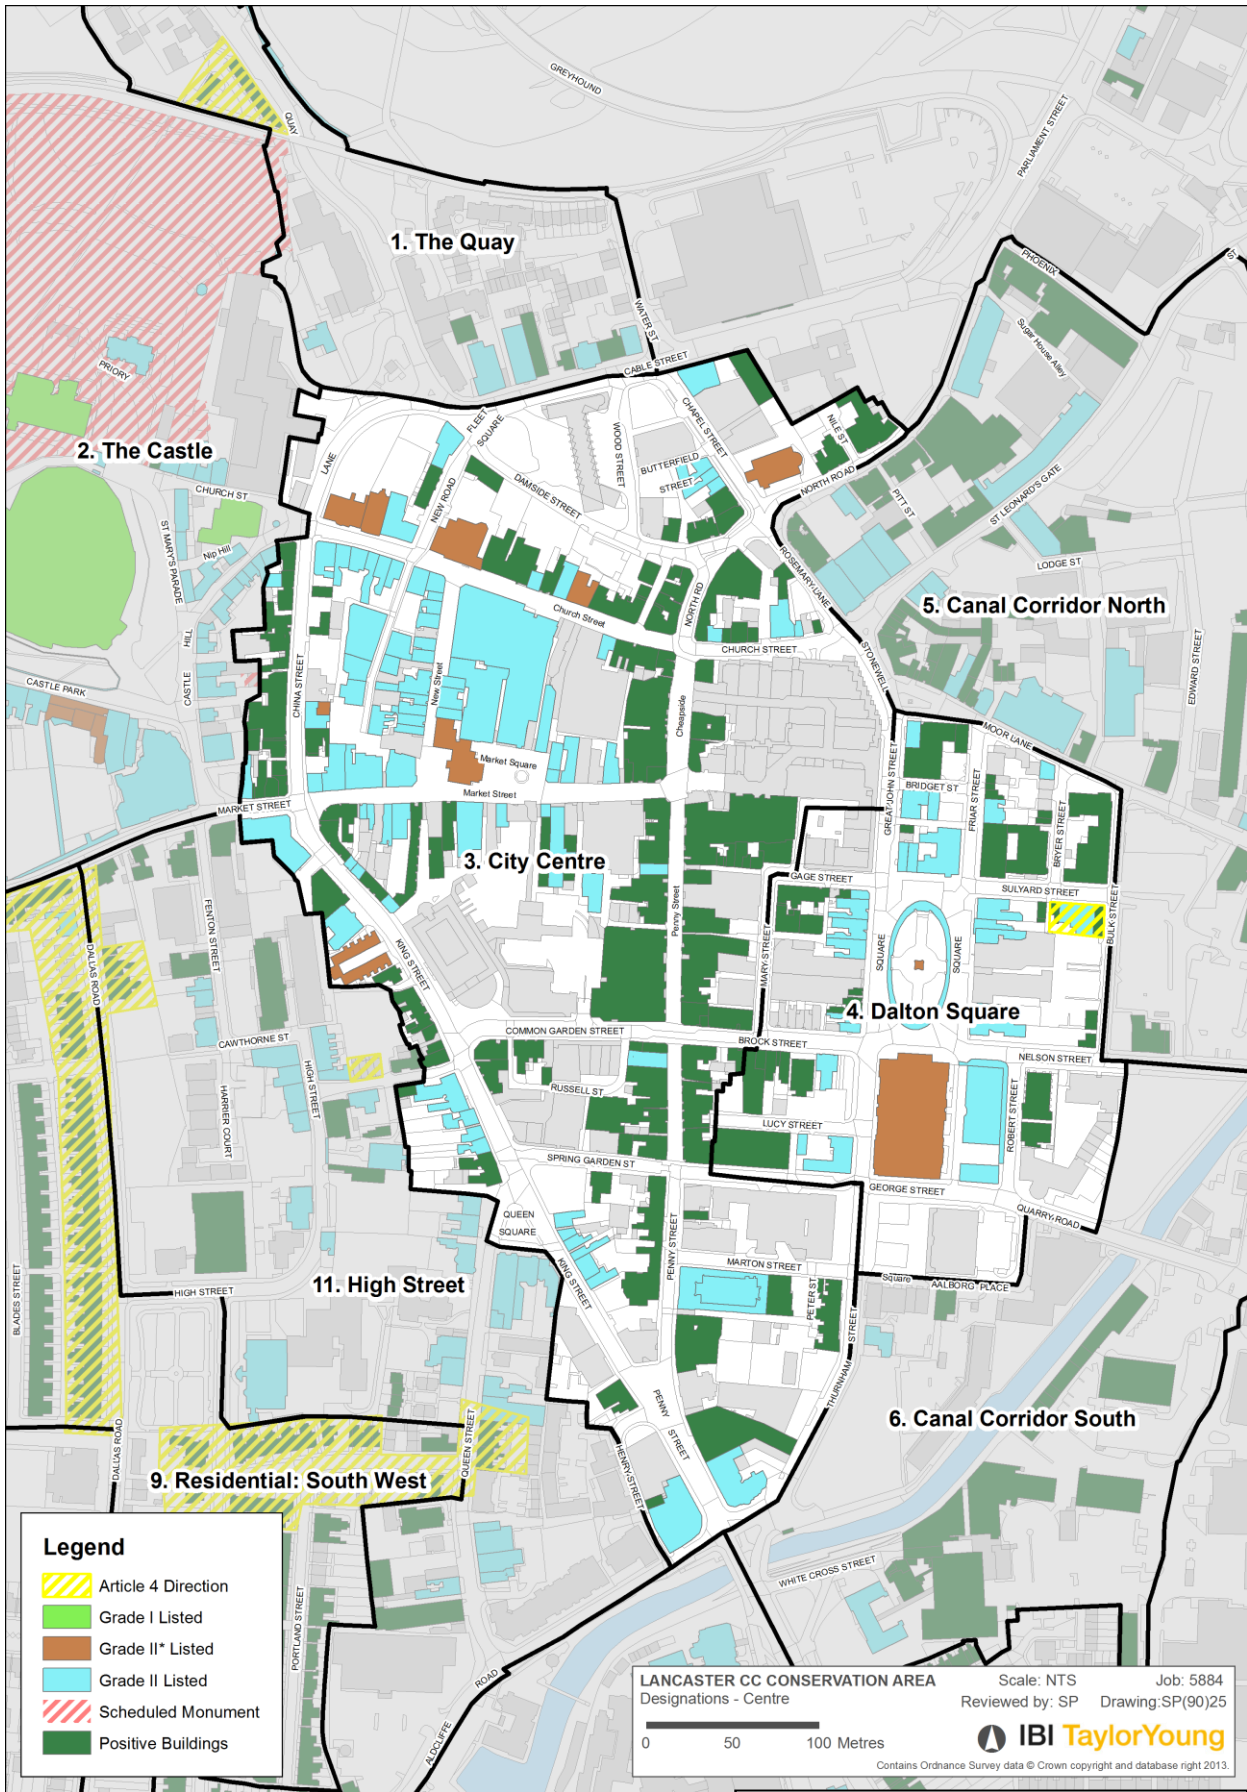 GREYHOUND
PARLIAMENT STREET
QUAY
1. The Quay
PHOENIX
ST
Sugar House Alley
WATER ST
CABLE STREET
PRIORY
2. The Castle
LANE
FLEET
SQUARE
WOOD STREET
CHAPEL STREET
BUTTERFIELD
STREET
NILE ST
NORTH ROAD
PITT ST
ST LEONARD'S GATE
CHURCH ST
NEW ROAD
DAMSIDE STREET
ST MARY'S PARADE
Nip Hill
ROSEMARY LANE
LODGE ST
5. Canal Corridor North
Church Street
NORTH RD
CHURCH STREET
STONEWELL
CASTLE
HILL
CASTLE PARK
CHINA STREET
New Street
Cheapside
EDWARD STREET
MOOR LANE
Market Square
Market Street
MARKET STREET
GREAT JOHN STREET
BRIDGET ST
FRIAR STREET
BRYER STREET
3. City Centre
GAGE STREET
SULYARD STREET
FENTON STREET
DALLAS ROAD
KING STREET
Penny Street
MARY STREET
SQUARE
SQUARE
BULK STREET
4. Dalton Square
COMMON GARDEN STREET
BROCK STREET
NELSON STREET
CAWTHORNE ST
HIGH STREET
HARRIER COURT
RUSSELL ST
LUCY STREET
ROBERT STREET
SPRING GARDEN ST
GEORGE STREET
QUARRY ROAD
QUEEN
SQUARE
PENNY STREET
MARTON STREET
PETER ST
THURNHAM
STREET
Square
AALBORG PLACE
11. High Street
KING STREET
BLADES STREET
HIGH STREET
6. Canal Corridor South
PENNY
STREET
HENRY STREET
DALLAS ROAD
QUEEN STREET
9. Residential: South West
WHITE CROSS STREET
PORTLAND STREET
ALDCLIFFE
ROAD
Legend
Article 4 Direction
Grade I Listed
Grade II* Listed
Grade II Listed
Scheduled Monument
Positive Buildings
LANCASTER CC CONSERVATION AREA
Designations - Centre
Scale: NTS
Job: 5884
Reviewed by: SP
Drawing:SP(90)25
0 50 100 Metres
IBI TaylorYoung
Contains Ordnance Survey data © Crown copyright and database right 2013.